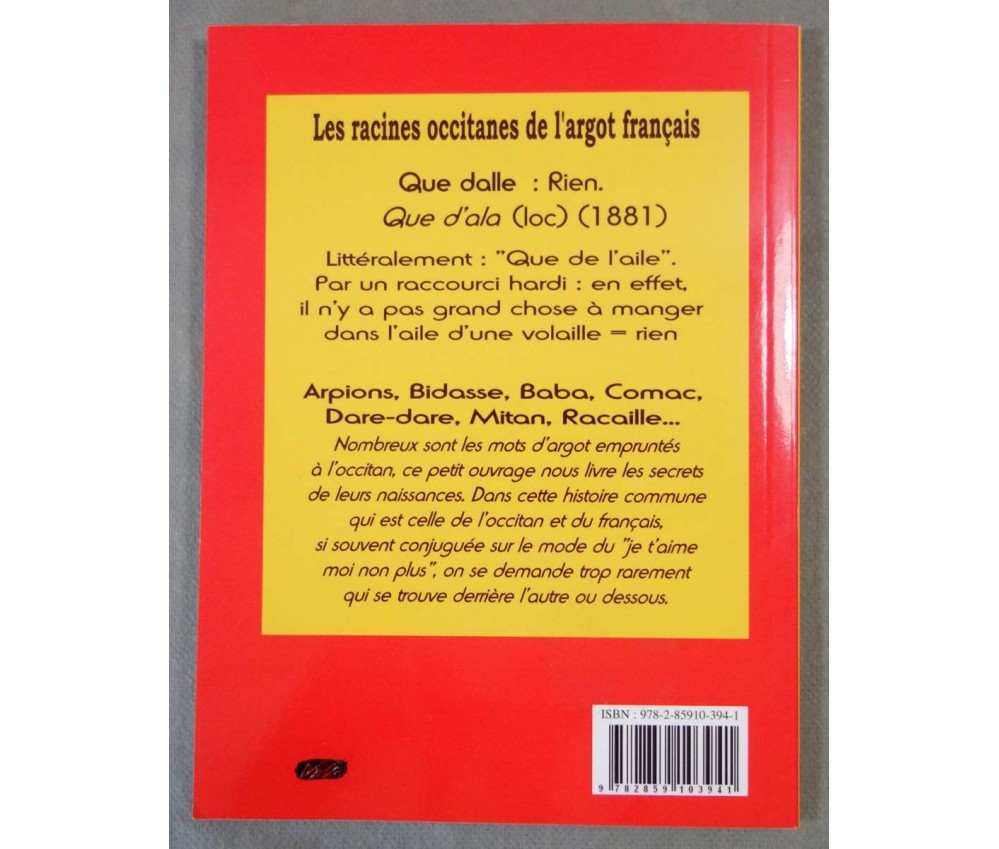 Les racines occitanes de l'argot français
Que dalle : Rien.
Que d'ala (loc) (1881)
Littéralement : "Que de l'aile".
Par un raccourci hardi : en effet,
il n'y a pas grand chose à manger
dans l'aile d'une volaille = rien
Arpions, Bidasse, Baba, Comac,
Dare-dare, Mitan, Racaille...
Nombreux sont les mots d'argot empruntés
à l'occitan, ce petit ouvrage nous livre les secrets
de leurs naissances. Dans cette histoire commune
qui est celle de l'occitan et du français,
si souvent conjuguée sur le mode du "je t'aime
moi non plus", on se demande trop rarement
qui se trouve derrière l'autre ou dessous.
ISBN : 978-2-85910-394-1
9 782859 103941